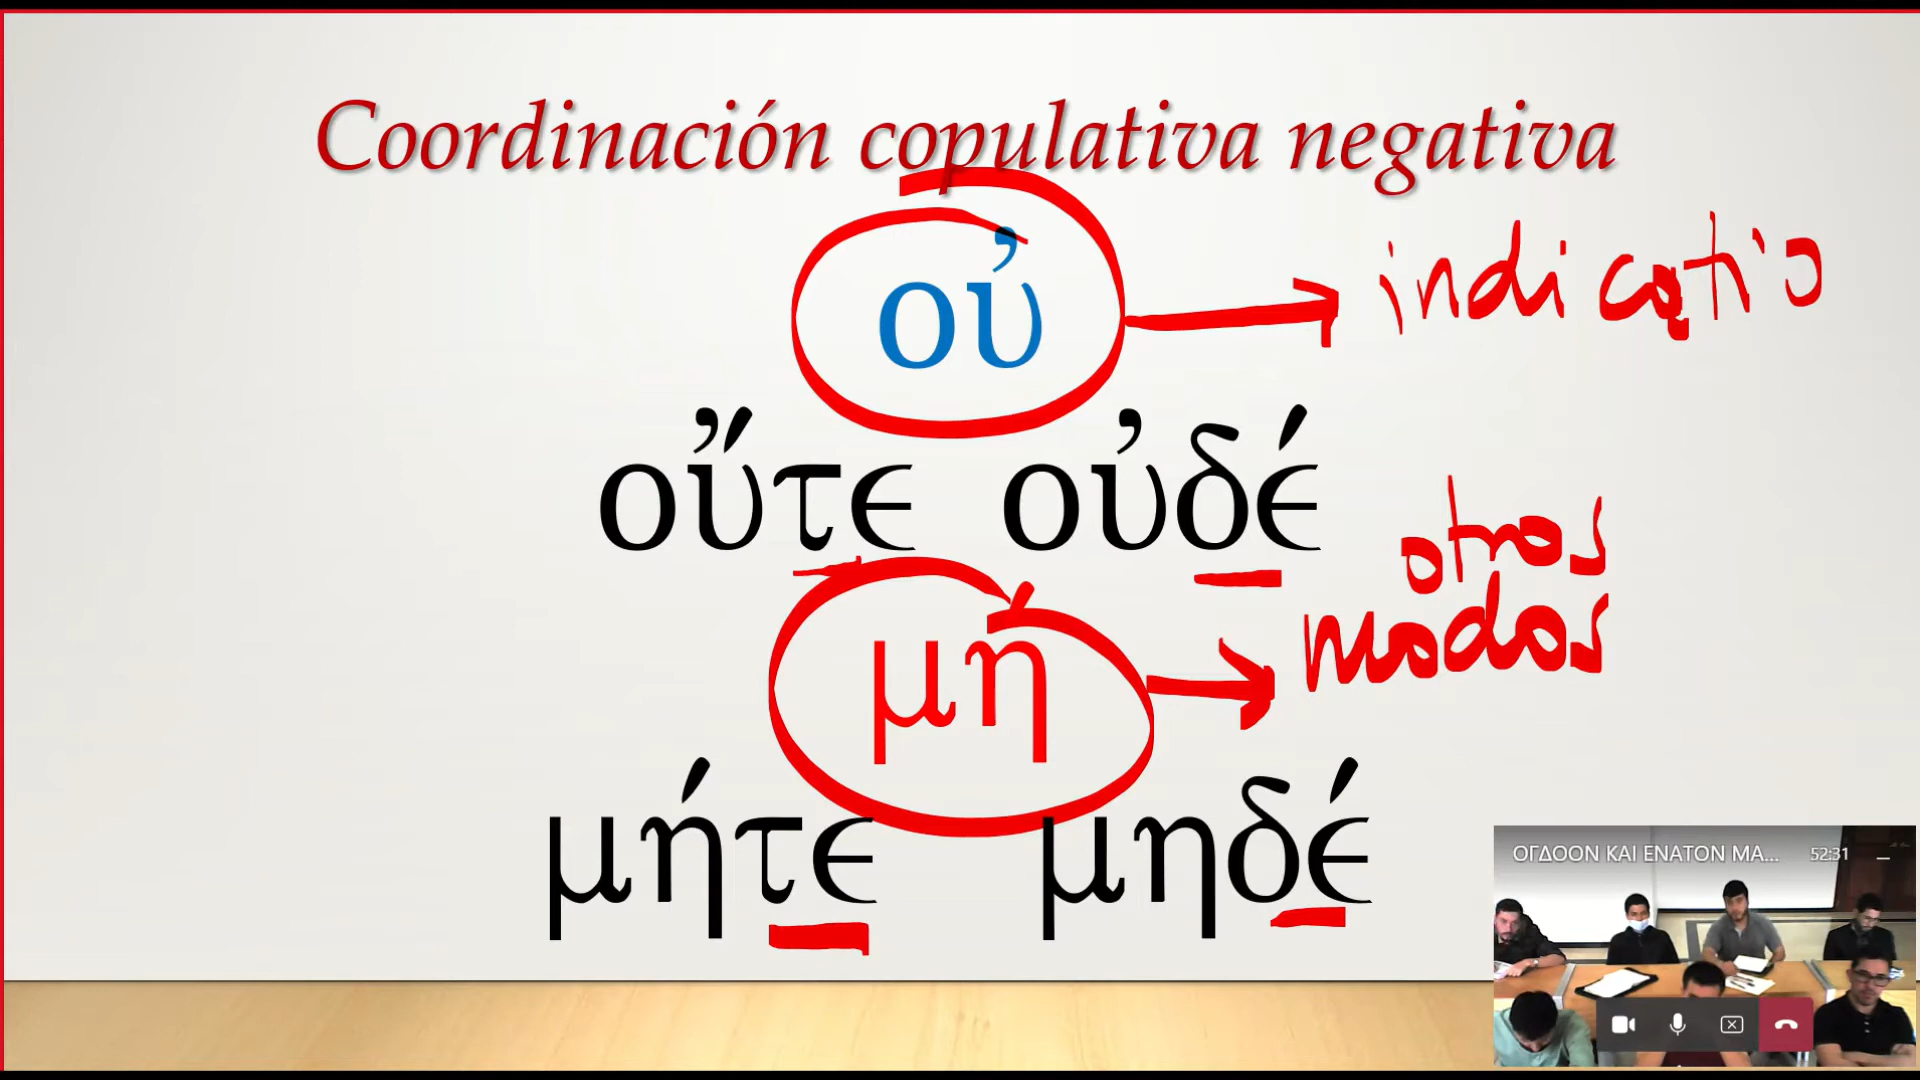 Coordinación copulativa negativa
οὐ
indicatio
οὔτε οὐδέ
otros
modos
μή
μήτε μηδέ
ΟΓΔΟΟΝ ΚΑΙ ΕΝΑΤΟΝ ΜΑ...
52:31